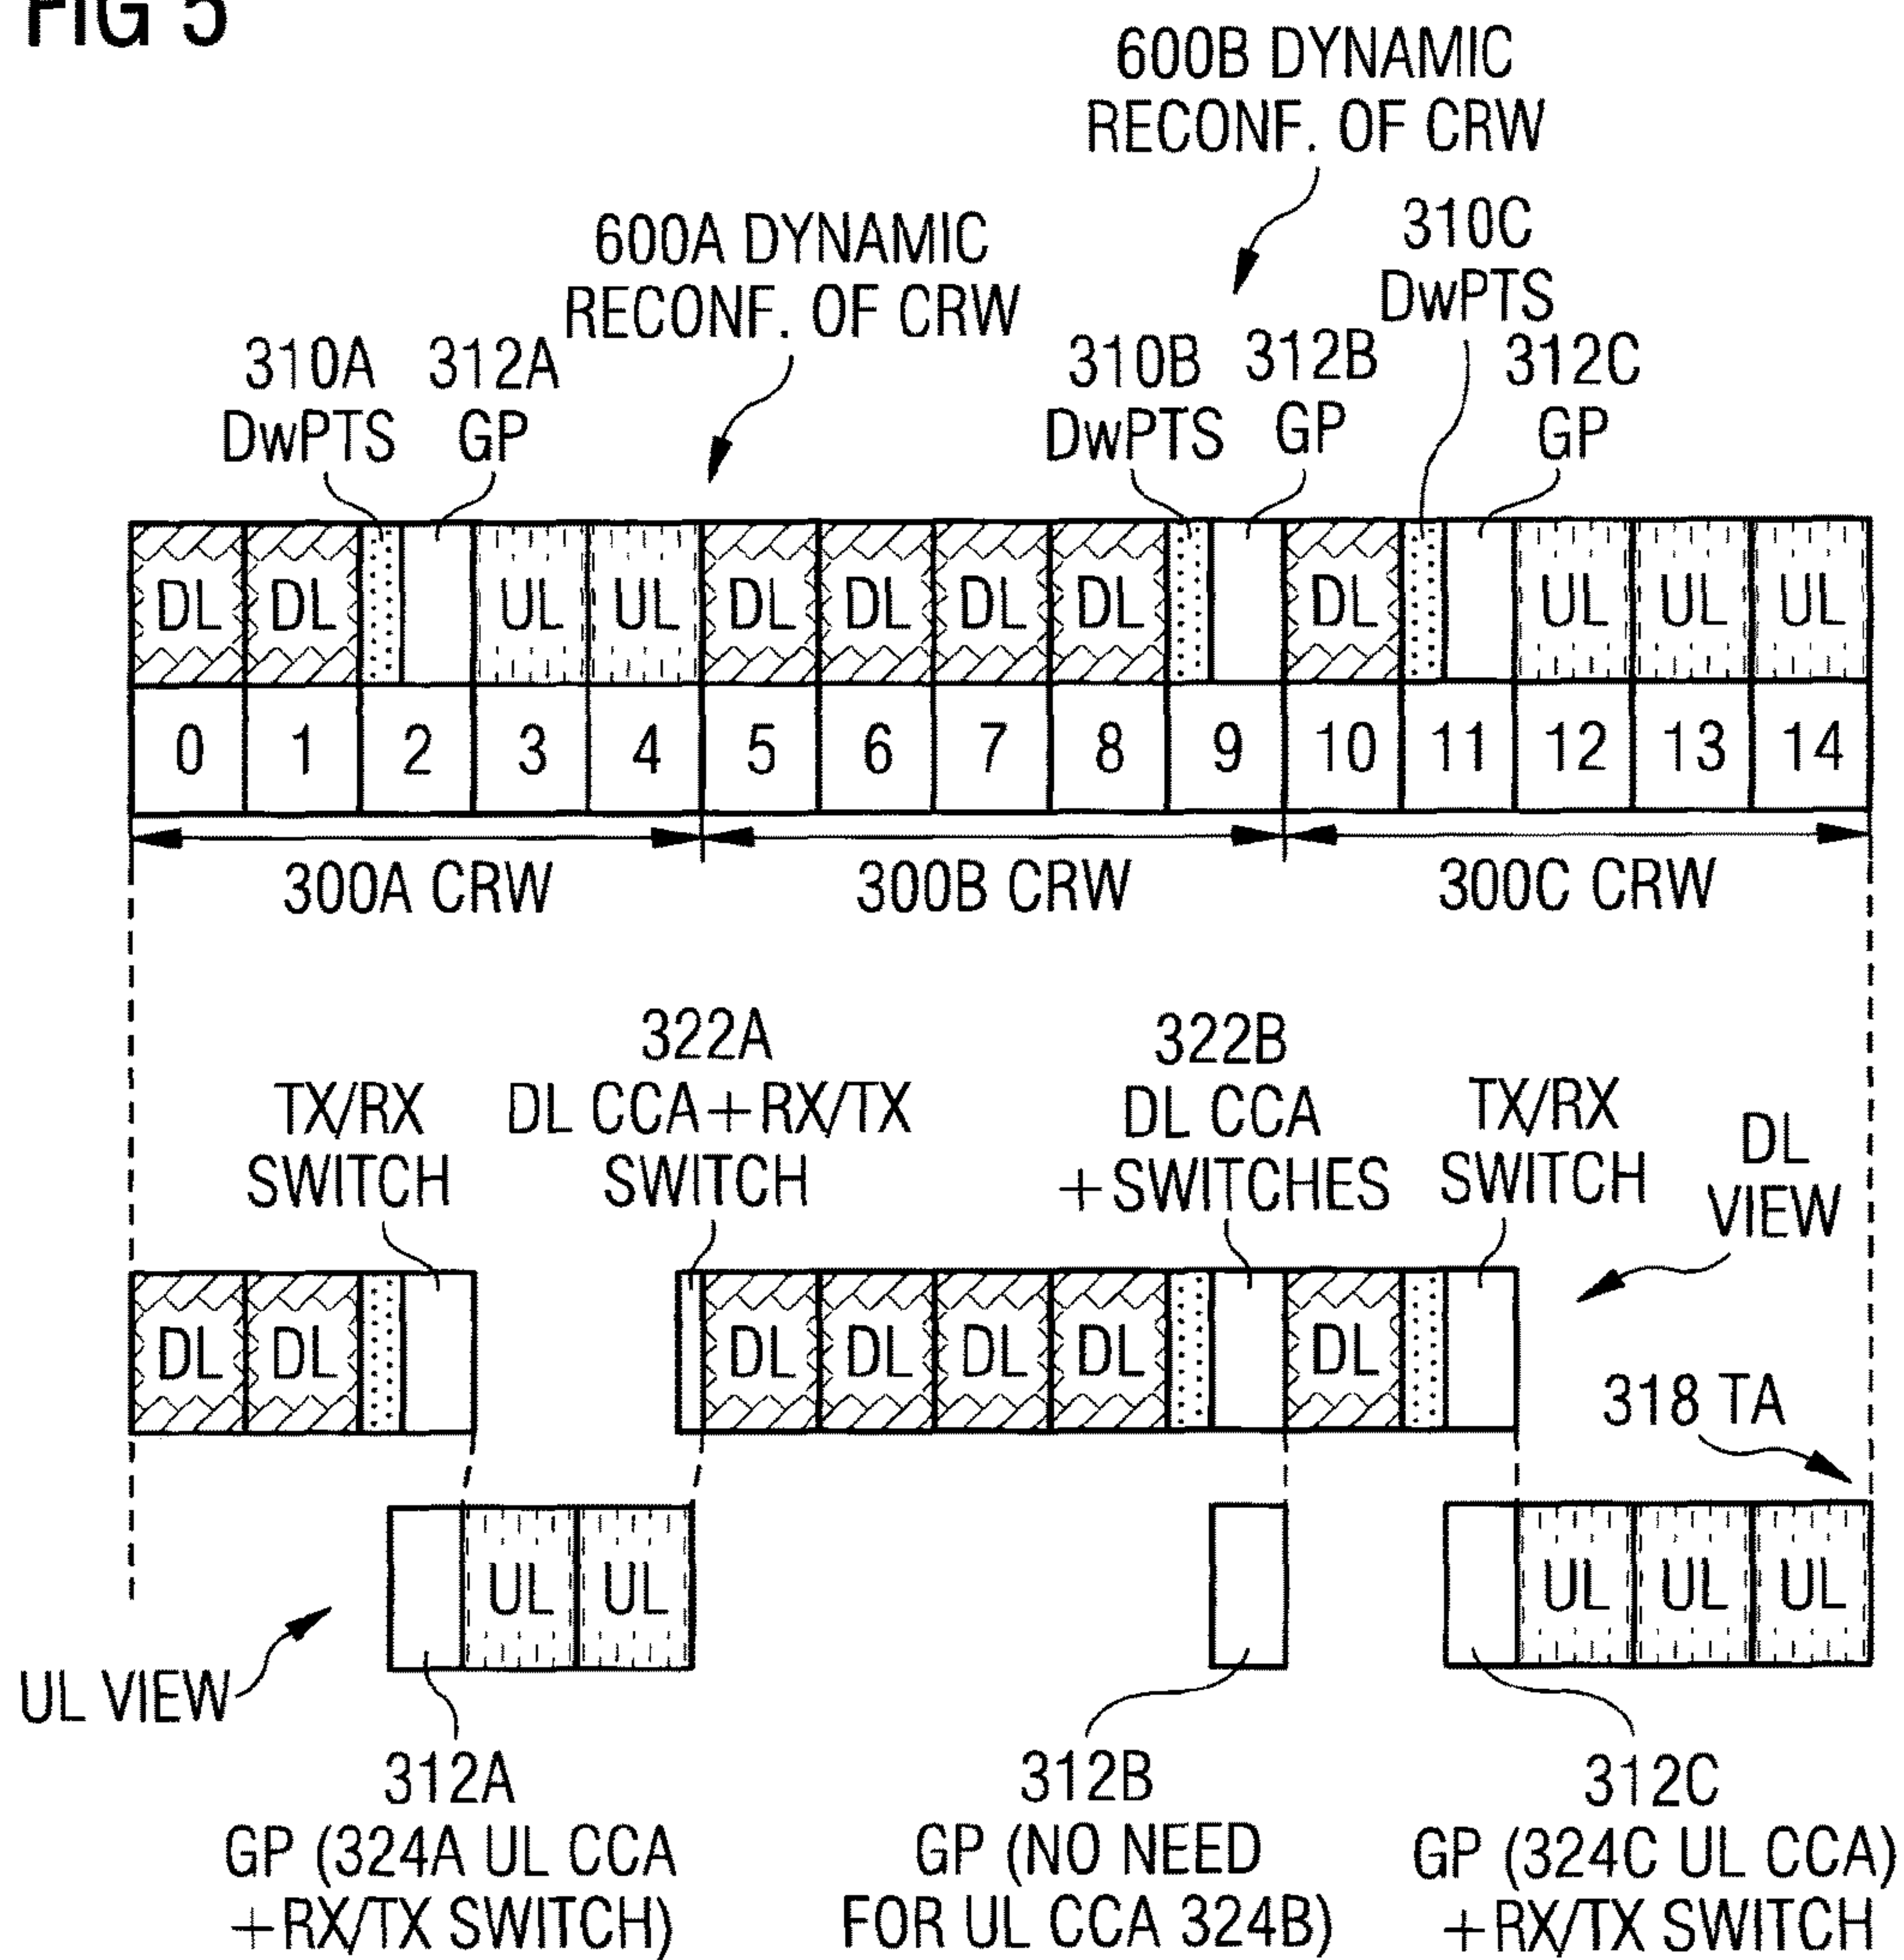 FIG 5
600B DYNAMIC
RECONF. OF CRW
600A DYNAMIC
RECONF. OF CRW
310C
DwPTS
310A
DwPTS
312A
GP
310B
DwPTS
312B
GP
312C
GP
DL DL UL UL DL DL DL DL DL UL UL UL
0 1 2 3 4 5 6 7 8 9 10 11 12 13 14
300A CRW 300B CRW 300C CRW
TX/RX
SWITCH
322A
DL CCA+RX/TX
SWITCH
322B
DL CCA
+SWITCHES
TX/RX
SWITCH
DL
VIEW
DL DL DL DL DL DL DL
318 TA
UL UL UL UL UL
UL VIEW
312A
GP (324A UL CCA
+RX/TX SWITCH)
312B
GP (NO NEED
FOR UL CCA 324B)
312C
GP (324C UL CCA)
+RX/TX SWITCH